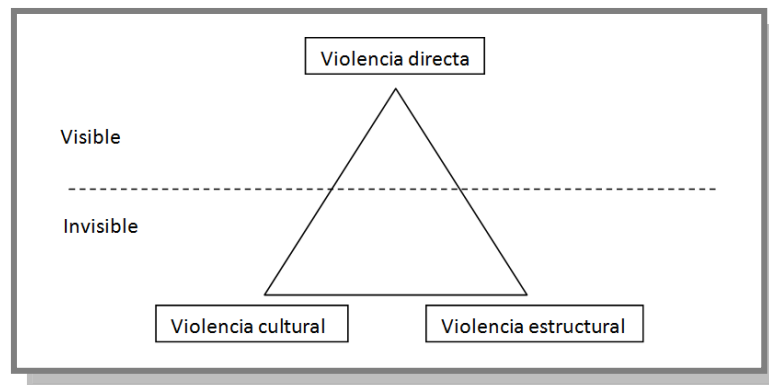 Violencia directa
Visible
Invisible
Violencia cultural
Violencia estructural